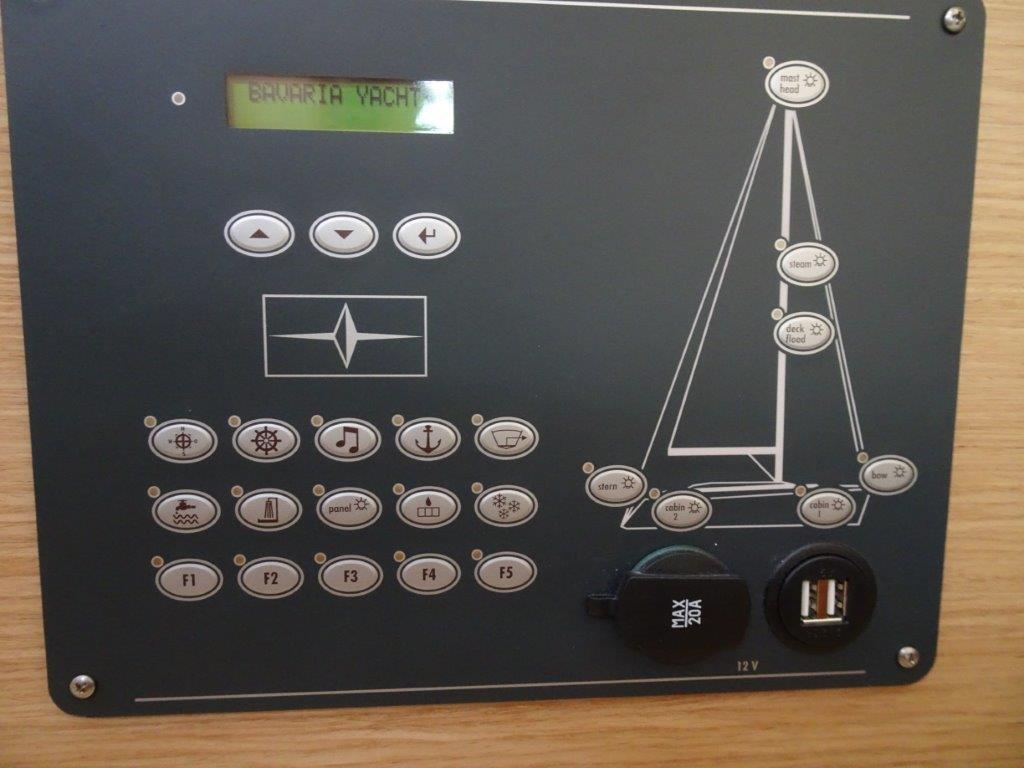 BAVARIA YACHT
mast
head
steam
deck
flood
N
W O
S
panel
stern
cabin
2
cabin
1
bow
F1
F2
F3
F4
F5
MAX
20A
12 V